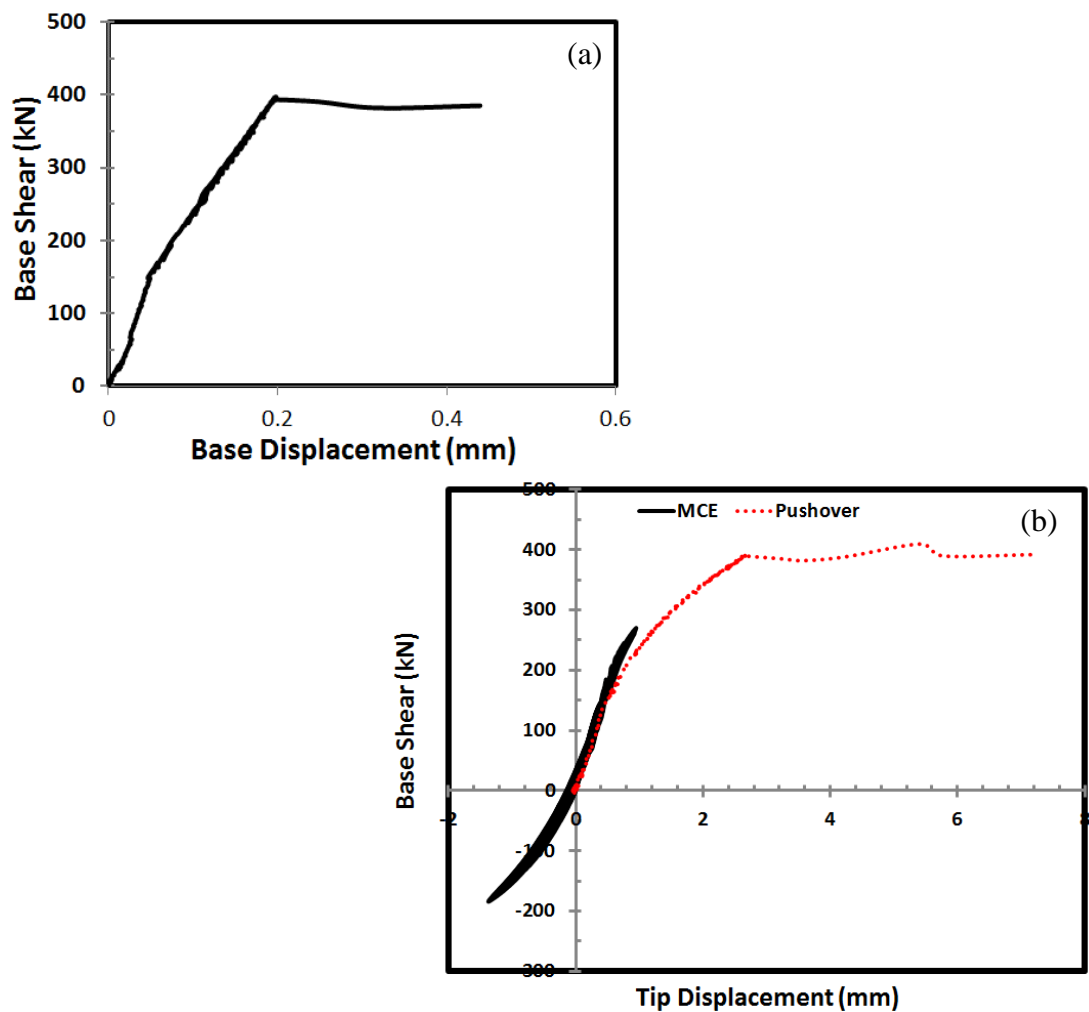 (a)
500
400
300
200
100
0
Base Shear (kN)
0 0.2 0.4 0.6
Base Displacement (mm)
(b)
MCE Pushover
500
400
300
200
100
0
-100
-200
-300
Base Shear (kN)
-2 0 2 4 6 8
Tip Displacement (mm)